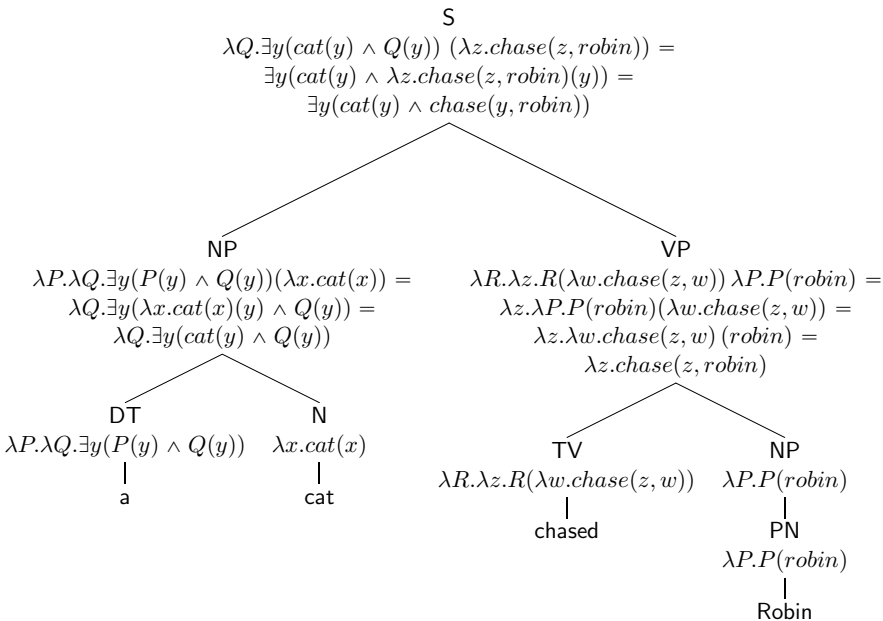 S
λQ.∃y(cat(y) ∧ Q(y)) (λz.chase(z, robin)) =
∃y(cat(y) ∧ λz.chase(z, robin)(y)) =
∃y(cat(y) ∧ chase(y, robin))
NP
λP.λQ.∃y(P(y) ∧ Q(y))(λx.cat(x)) =
λQ.∃y(λx.cat(x)(y) ∧ Q(y)) =
λQ.∃y(cat(y) ∧ Q(y))
VP
λR.λz.R(λw.chase(z, w)) λP.P(robin) =
λz.λP.P(robin)(λw.chase(z, w)) =
λz.λw.chase(z, w) (robin) =
λz.chase(z, robin)
DT
λP.λQ.∃y(P(y) ∧ Q(y))
a
N
λx.cat(x)
cat
TV
λR.λz.R(λw.chase(z, w))
chased
NP
λP.P(robin)
PN
λP.P(robin)
Robin